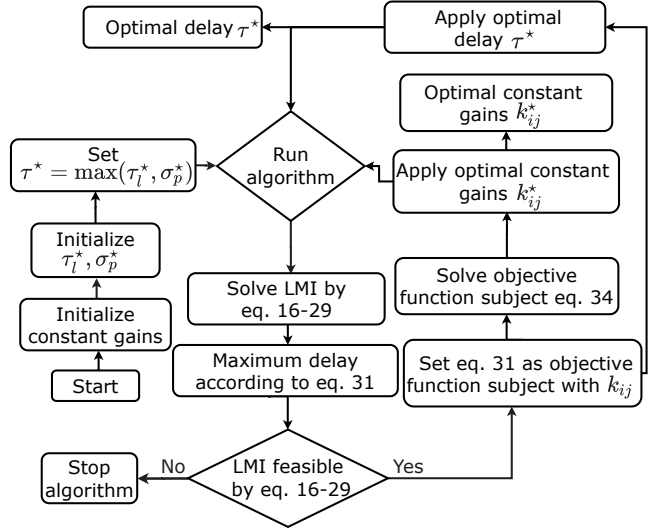 Optimal delay τ*
Apply optimal
delay τ*
Optimal constant
gains k*ij
Set
τ* = max(τ*l, σ*p)
Run
algorithm
Apply optimal constant
gains k*ij
Initialize
τ*l, σ*p
Solve LMI by
eq. 16-29
Solve objective
function subject eq. 34
Initialize
constant gains
Maximum delay
according to eq. 31
Set eq. 31 as objective
function subject with kij
Start
Stop
algorithm
No
LMI feasible
by eq. 16-29
Yes